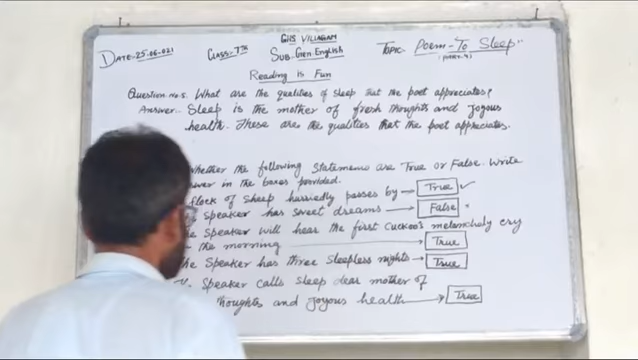 GHS VILLAGAM
DATE-25-06-021 CLASS-7TH SUB-Gen.English TOPIC- Poem-To Sleep"
(PART-4)
Reading is Fun
Question.No.5. What are the qualities of sleep that the poet appreciates?
Answer. Sleep is the mother of fresh thoughts and joyous
health. These are the qualities that the poet appreciates.
whether the following statements are True or False. Write
in the boxes provided.
flock of sheep hurriedly passes by True
Speaker has sweet dreams False
Speaker will hear the first cuckoo's melancholy cry
the morning True
Speaker has three sleepless nights True
Speaker calls sleep dear mother of
thoughts and joyous health True